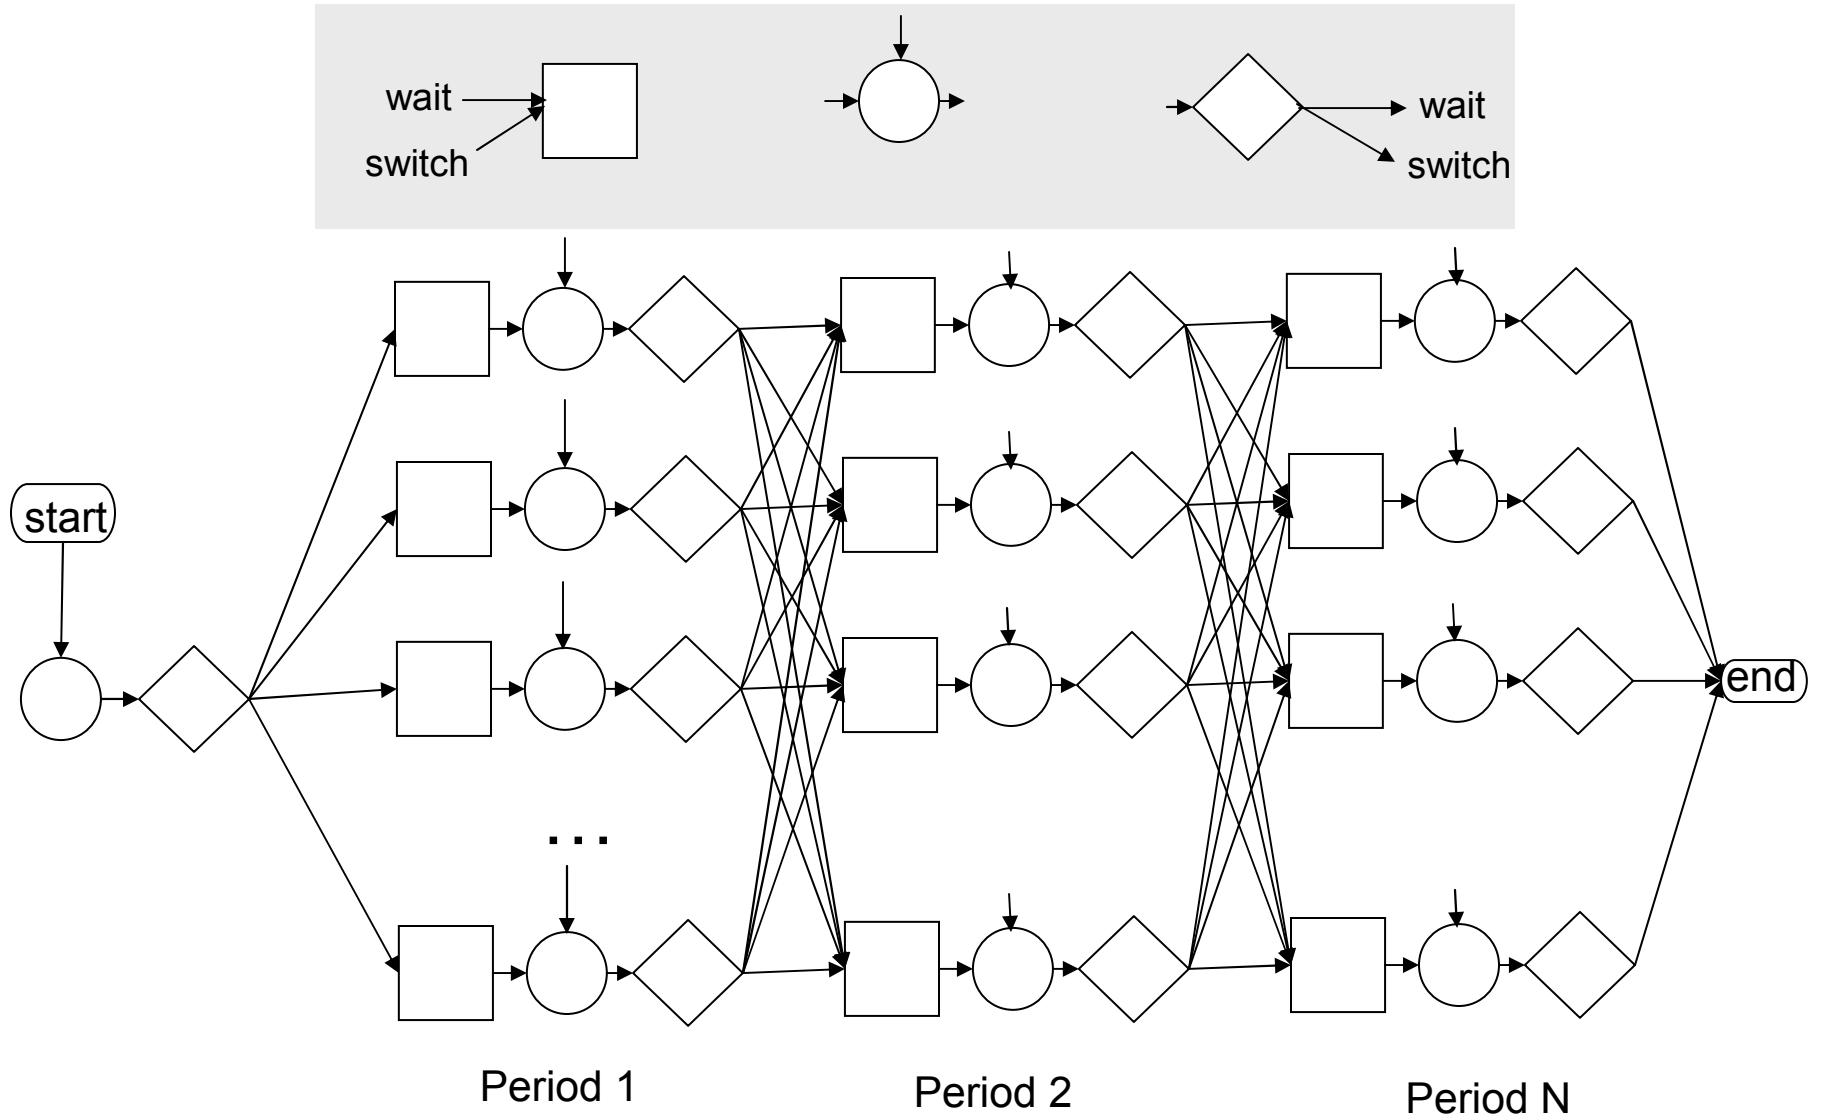 wait
switch
wait
switch
start
end
...
Period 1
Period 2
Period N